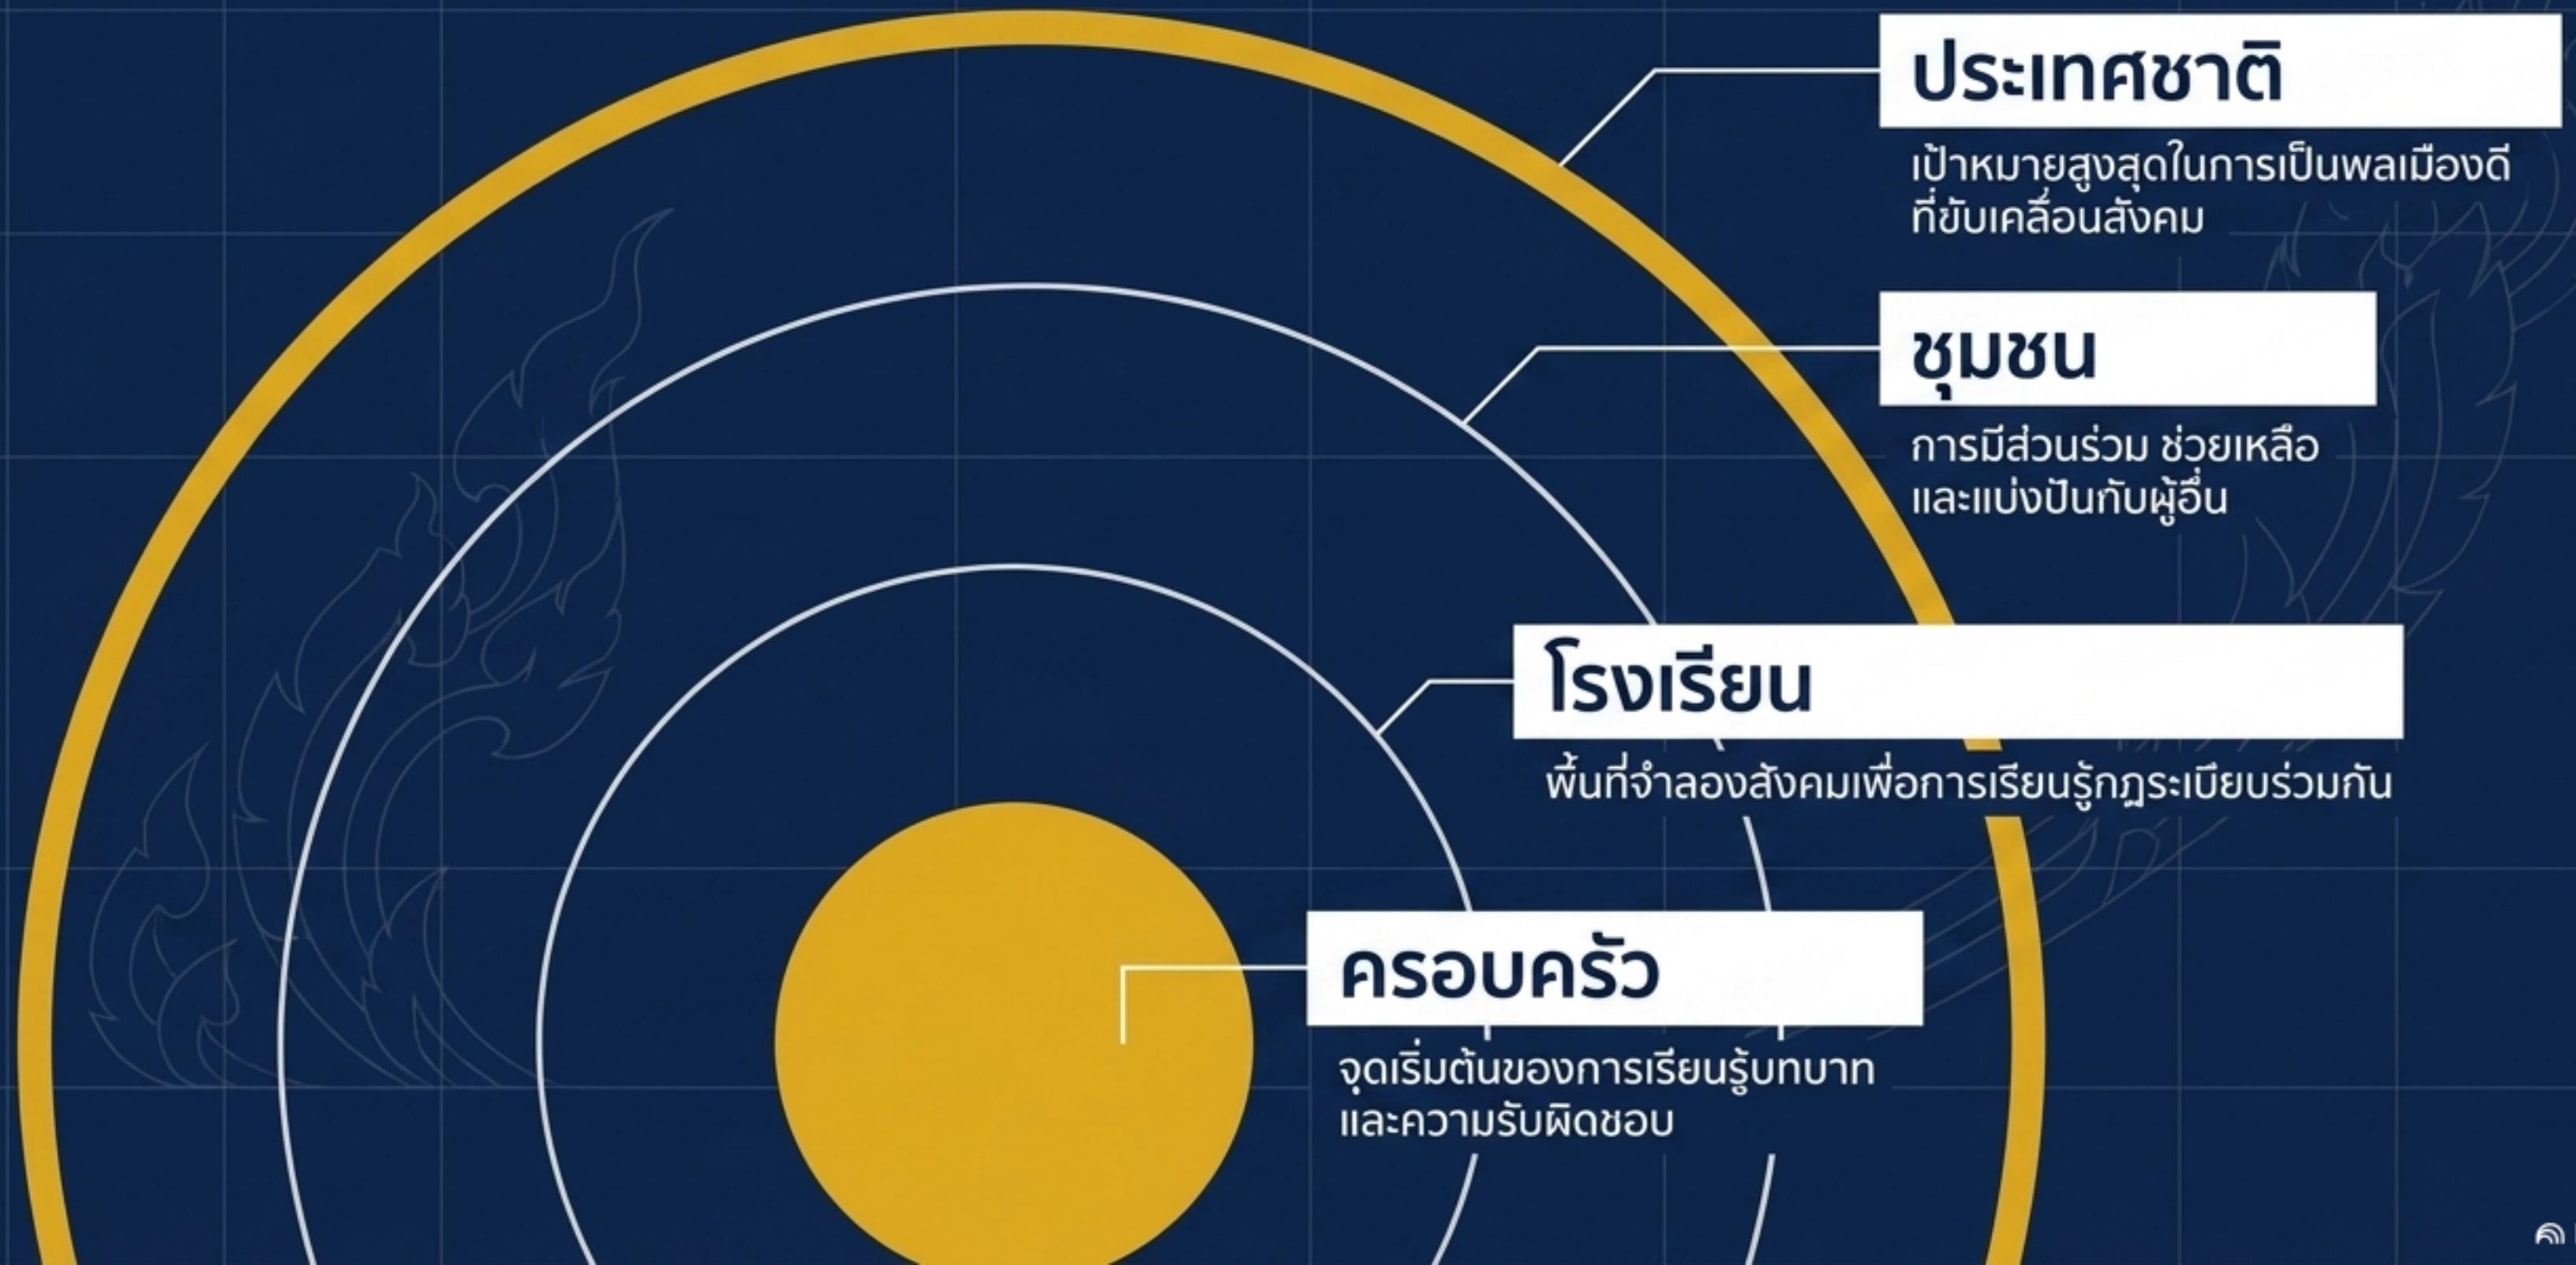 ประเทศชาติ
เป้าหมายสูงสุดในการเป็นพลเมืองดี
ที่ขับเคลื่อนสังคม
ชุมชน
การมีส่วนร่วม ช่วยเหลือ
และแบ่งปันกับผู้อื่น
โรงเรียน
พื้นที่จำลองสังคมเพื่อการเรียนรู้กฎระเบียบร่วมกัน
ครอบครัว
จุดเริ่มต้นของการเรียนรู้บทบาท
และความรับผิดชอบ